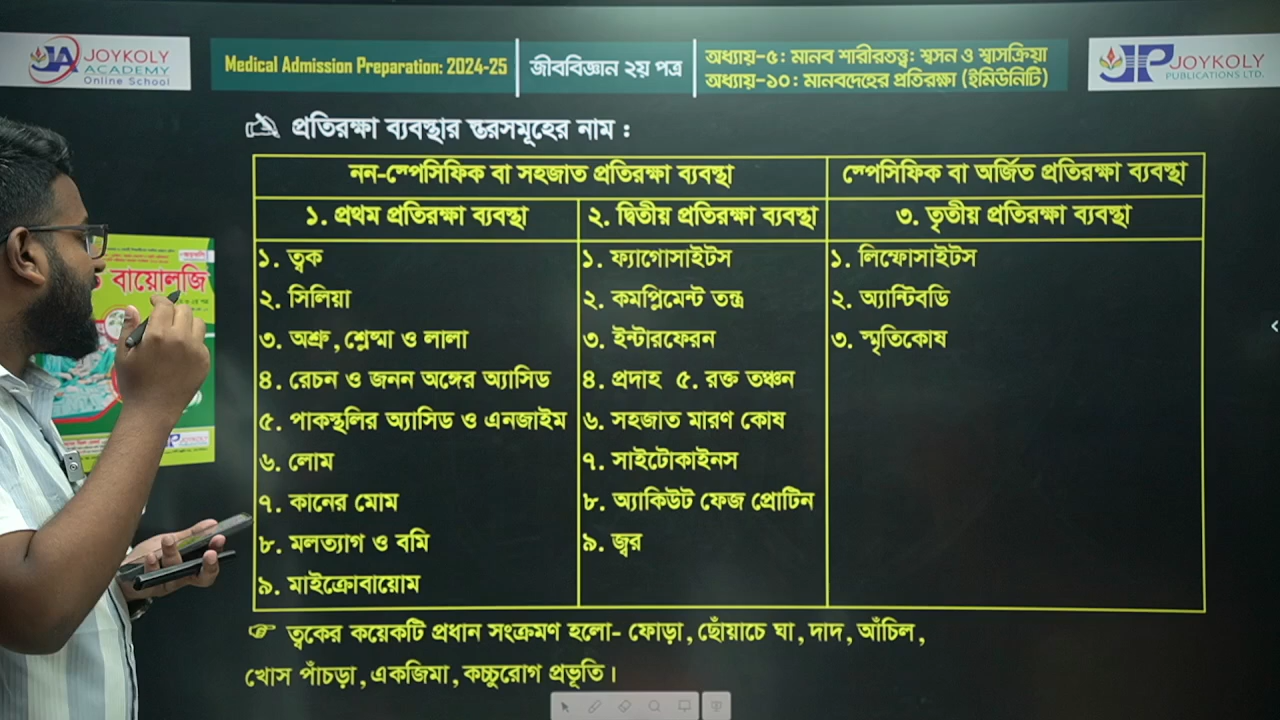 JA JOYKOLY
ACADEMY
Online School
Medical Admission Preparation: 2024-25
জীববিজ্ঞান ২য় পত্র
অধ্যায়-৫: মানব শারীরতত্ত্ব: শ্বসন ও শ্বাসক্রিয়া
অধ্যায়-১০: মানবদেহের প্রতিরক্ষা (ইমিউনিটি)
JP JOYKOLY
PUBLICATIONS LTD.
প্রতিরক্ষা ব্যবস্থার স্তরসমূহের নাম :
নন-স্পেসিফিক বা সহজাত প্রতিরক্ষা ব্যবস্থা
স্পেসিফিক বা অর্জিত প্রতিরক্ষা ব্যবস্থা
১. প্রথম প্রতিরক্ষা ব্যবস্থা
২. দ্বিতীয় প্রতিরক্ষা ব্যবস্থা
৩. তৃতীয় প্রতিরক্ষা ব্যবস্থা
১. ত্বক
২. সিলিয়া
৩. অশ্রু, শ্লেষ্মা ও লালা
৪. রেচন ও জনন অঙ্গের অ্যাসিড
৫. পাকস্থলির অ্যাসিড ও এনজাইম
৬. লোম
৭. কানের মোম
৮. মলত্যাগ ও বমি
৯. মাইক্রোবায়োম
১. ফ্যাগোসাইটস
২. কমপ্লিমেন্ট তন্ত্র
৩. ইন্টারফেরন
৪. প্রদাহ ৫. রক্ত তঞ্চন
৬. সহজাত মারণ কোষ
৭. সাইটোকাইনস
৮. অ্যাকিউট ফেজ প্রোটিন
৯. জ্বর
১. লিম্ফোসাইটস
২. অ্যান্টিবডি
৩. স্মৃতিকোষ
ত্বকের কয়েকটি প্রধান সংক্রমণ হলো- ফোড়া, ছোঁয়াচে ঘা, দাদ, আঁচিল,
খোস পাঁচড়া, একজিমা, কচ্ছুরোগ প্রভৃতি।
বায়োলজি
JOYKOLY